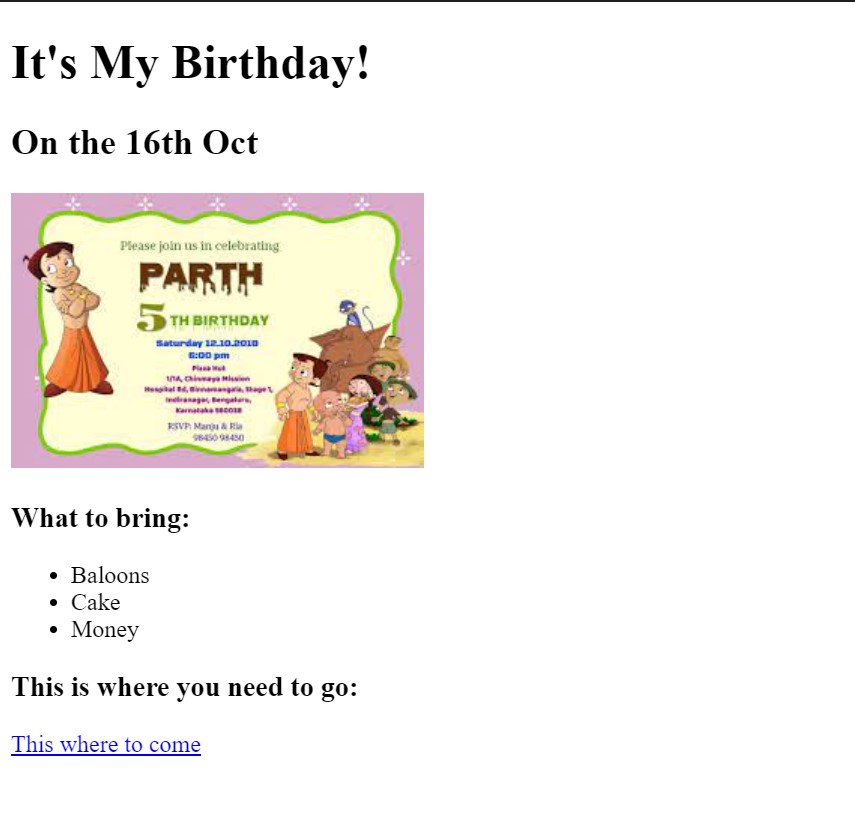 It's My Birthday!
On the 16th Oct
Please join us in celebrating
PARTH
5 TH BIRTHDAY
Saturday 12.10.2018
6:00 pm
Pizza Hut
1/1A, Chinmaya Mission
Hospital Rd, Binnamangala, Stage 1,
Indiranagar, Bengaluru,
Karnataka 560038
RSVP: Manju & Ria
98450 98450
What to bring:
Baloons
Cake
Money
This is where you need to go:
This where to come